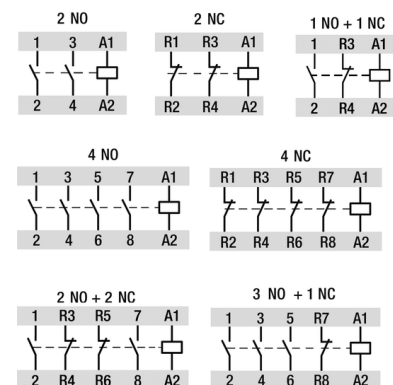 2 NO
1 3 A1
2 4 A2
2 NC
R1 R3 A1
R2 R4 A2
1 NO + 1 NC
1 R3 A1
2 R4 A2
4 NO
1 3 5 7 A1
2 4 6 8 A2
4 NC
R1 R3 R5 R7 A1
R2 R4 R6 R8 A2
2 NO + 2 NC
1 R3 R5 7 A1
2 R4 R6 8 A2
3 NO + 1 NC
1 3 5 R7 A1
2 4 6 R8 A2